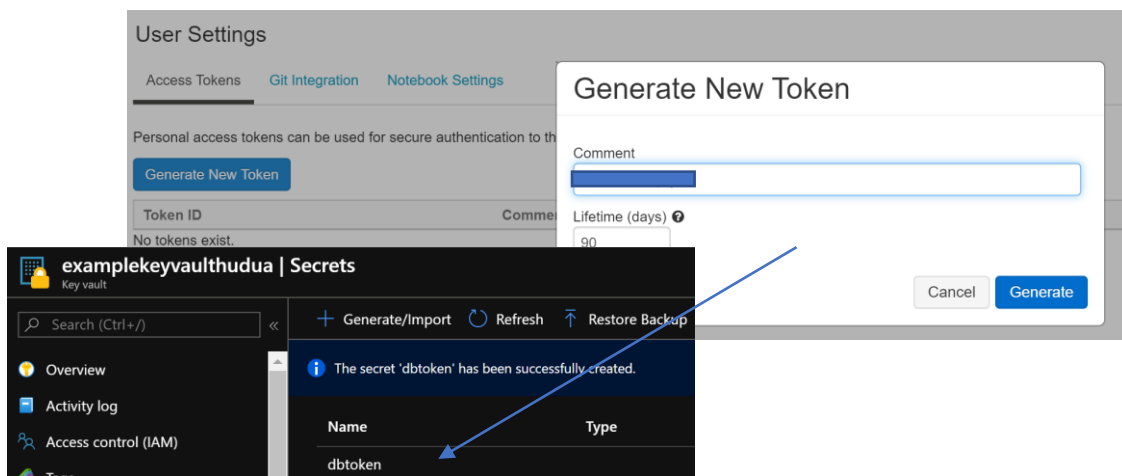 User Settings
Access Tokens Git Integration Notebook Settings
Personal access tokens can be used for secure authentication to th
Generate New Token
Token ID Comme
No tokens exist.
Generate New Token
Comment
Lifetime (days)
90
Cancel Generate
examplekeyvaulthudua | Secrets
Key vault
Search (Ctrl+/)
Generate/Import Refresh Restore Backup
Overview
The secret 'dbtoken' has been successfully created.
Activity log
Name Type
Access control (IAM)
dbtoken
Tags